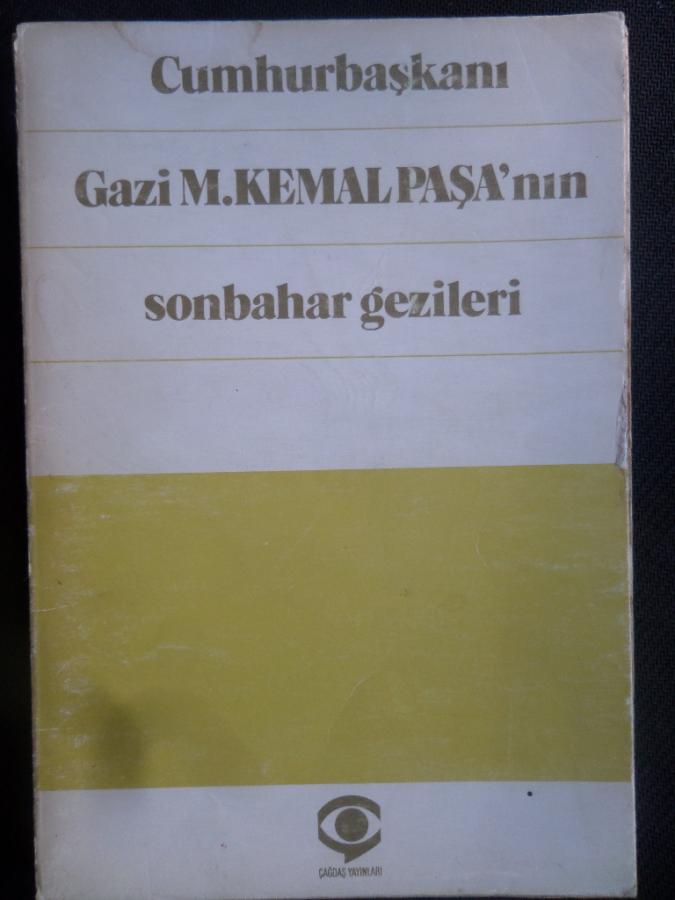 Cumhurbaşkanı
Gazi M.KEMAL PAŞA'nın
sonbahar gezileri
ÇAĞDAŞ YAYINLARI